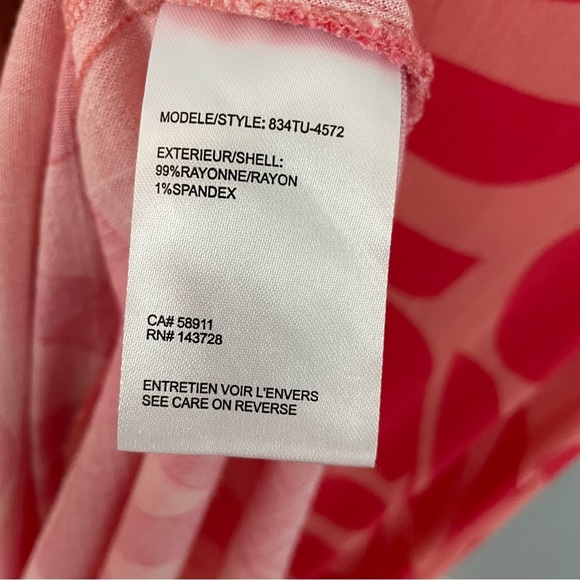 MODELE/STYLE: 834TU-4572
EXTERIEUR/SHELL:
99%RAYONNE/RAYON
1%SPANDEX
CA# 58911
RN# 143728
ENTRETIEN VOIR L'ENVERS
SEE CARE ON REVERSE